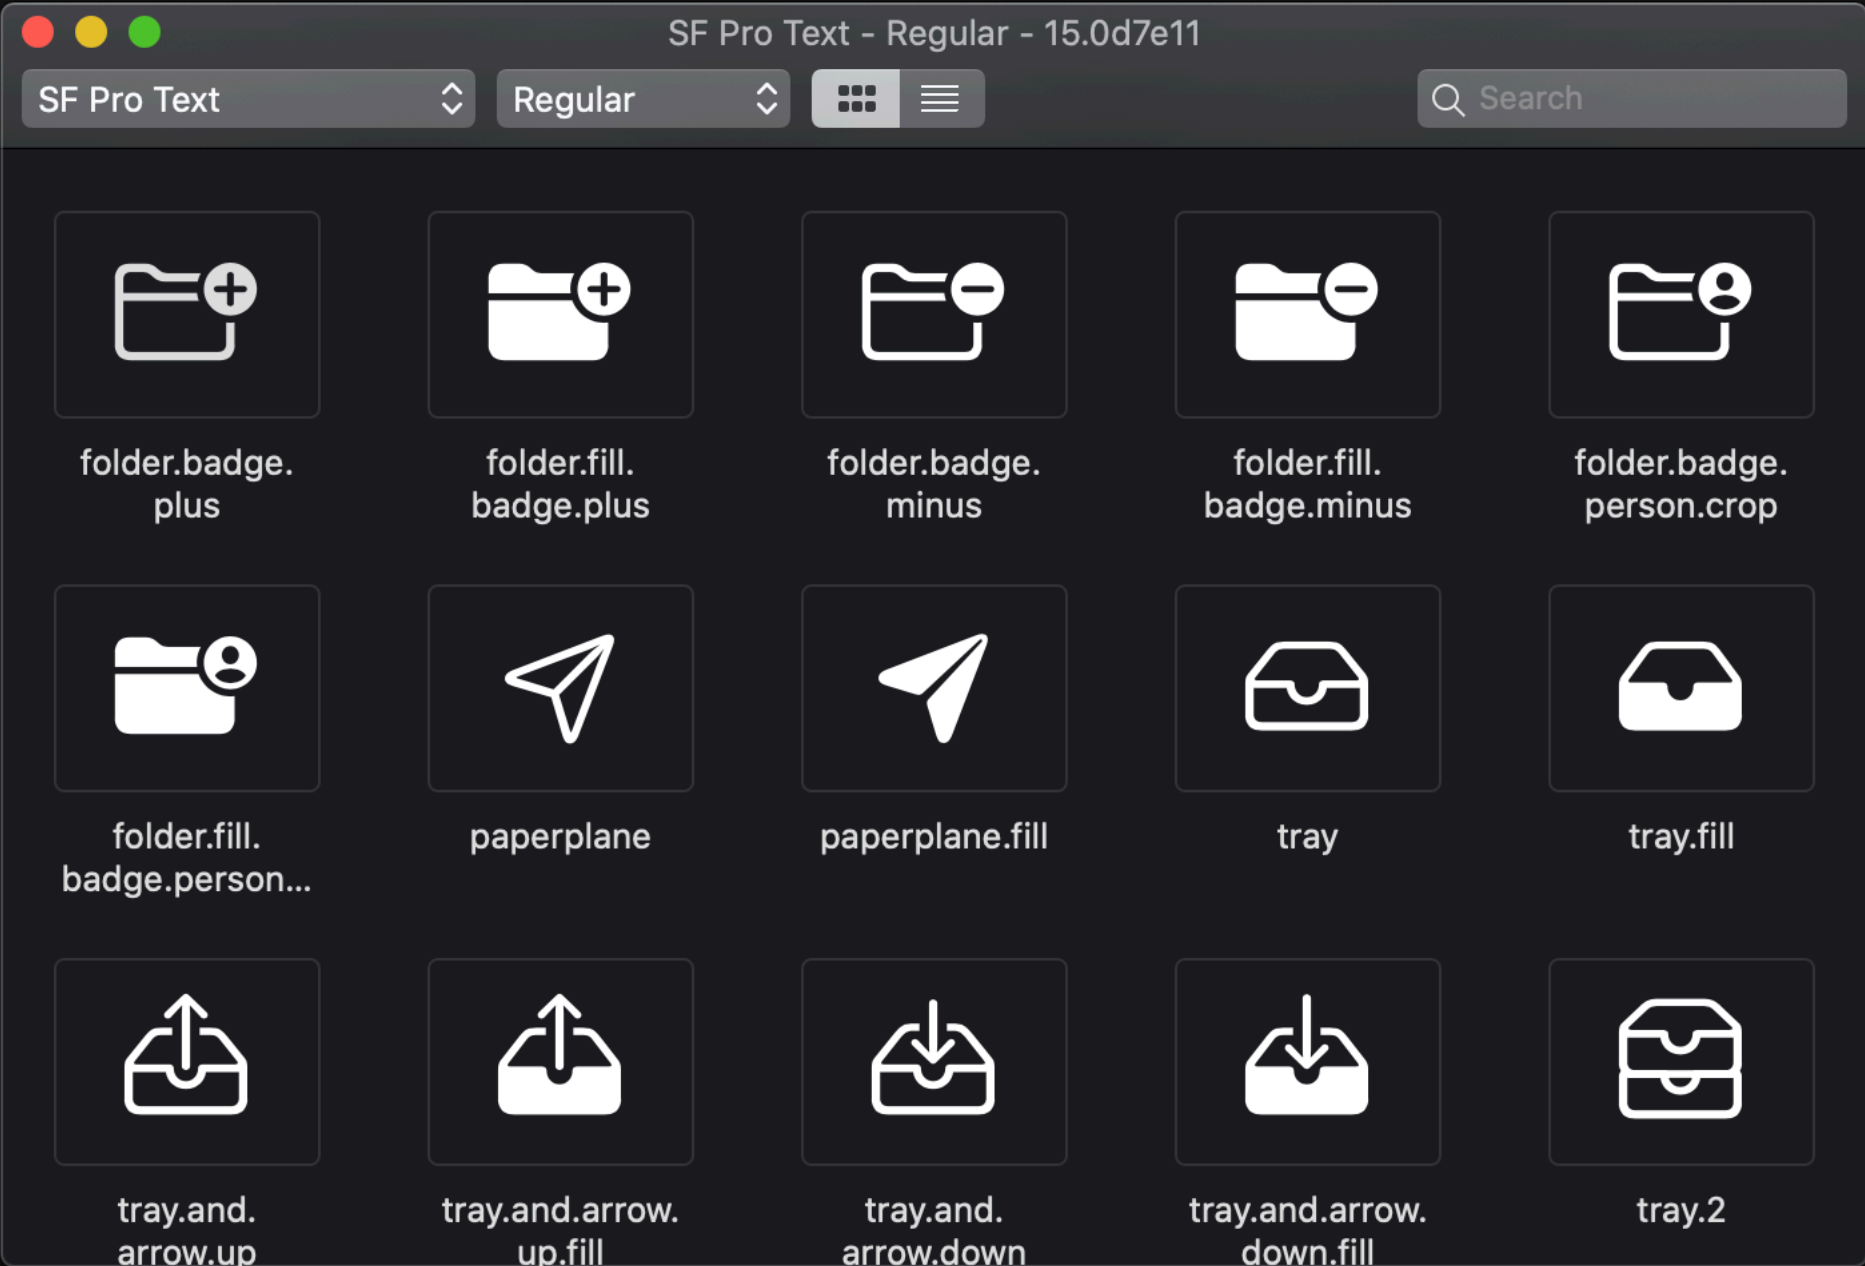 SF Pro Text - Regular - 15.0d7e11
SF Pro Text
Regular
Search
folder.badge.
plus
folder.fill.
badge.plus
folder.badge.
minus
folder.fill.
badge.minus
folder.badge.
person.crop
folder.fill.
badge.person...
paperplane
paperplane.fill
tray
tray.fill
tray.and.
arrow.up
tray.and.arrow.
up.fill
tray.and.
arrow.down
tray.and.arrow.
down.fill
tray.2